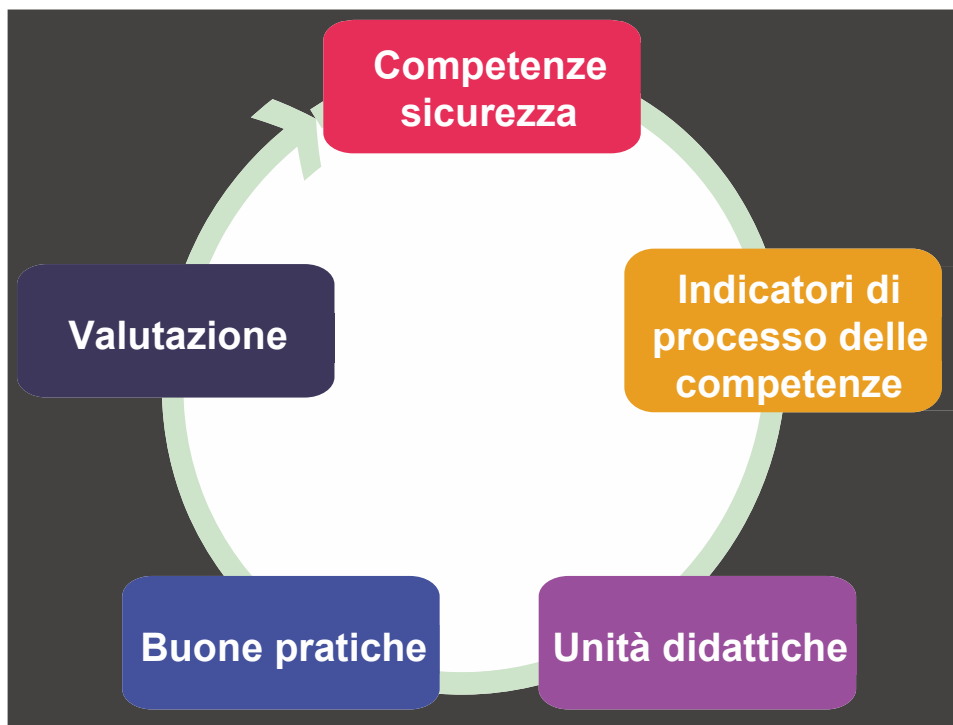 Competenze
sicurezza
Indicatori di
processo delle
competenze
Unità didattiche
Buone pratiche
Valutazione